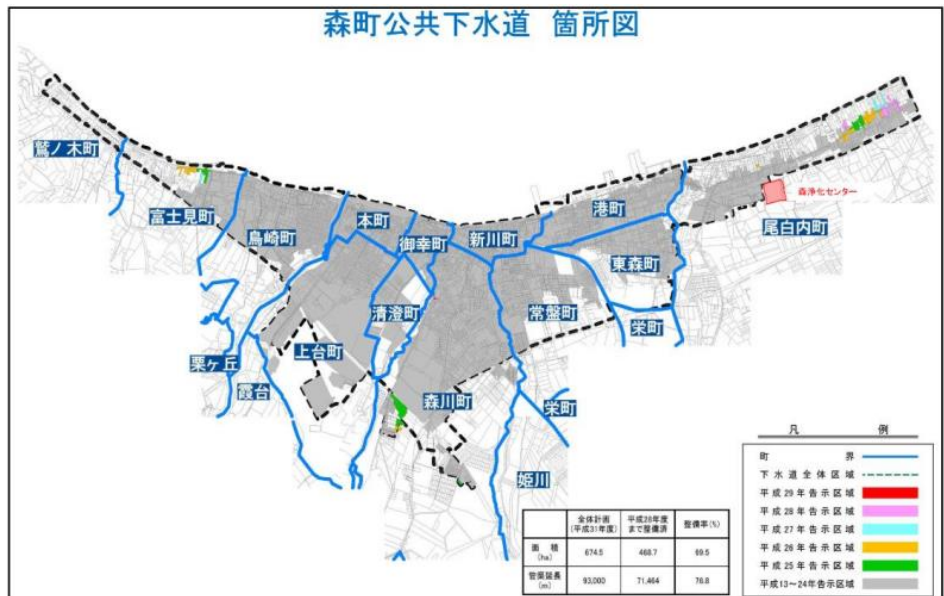 森町公共下水道 箇所図
鷲ノ木町
富士見町
鳥崎町
本町
御幸町
新川町
港町
東森町
尾白内町
森浄化センター
清澄町
常盤町
栄町
上台町
栗ヶ丘
霞台
森川町
栄町
姫川
凡 例
町 界
下水道全体区域
平成29年告示区域
平成28年告示区域
平成27年告示区域
平成26年告示区域
平成25年告示区域
平成13～24年告示区域
全体計画 平成28年度 整備率(%)
(平成31年度) まで整備済
面 積 674.5 468.7 69.5
(ha)
管渠延長 93,000 71,464 76.8
(m)